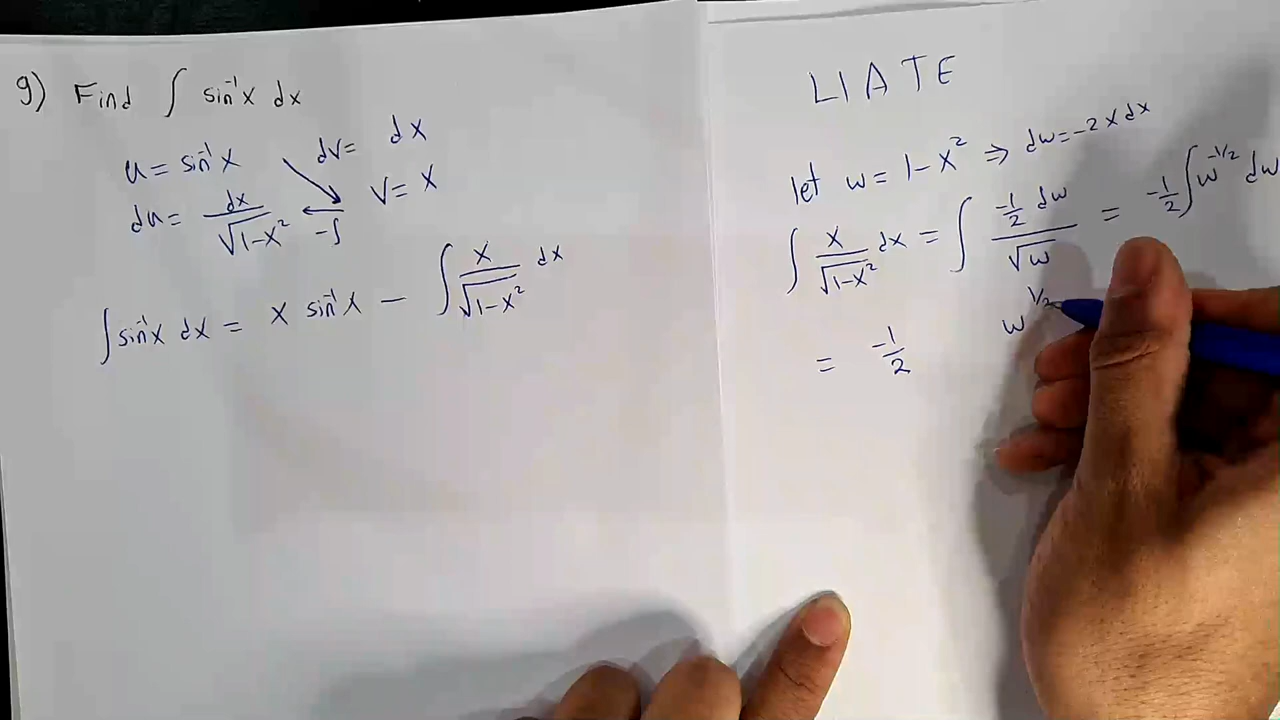 9) Find ∫ sin⁻¹x dx
u = sin⁻¹x dv = dx
du = dx/√(1-x²) -∫ v = x
∫ sin⁻¹x dx = x sin⁻¹x - ∫ x/√(1-x²) dx
LIATE
let w = 1-x² ⇒ dw = -2x dx
∫ x/√(1-x²) dx = ∫ (-1/2 dw)/√w = -1/2 ∫ w^(-1/2) dw
= -1/2 w^(1/2)